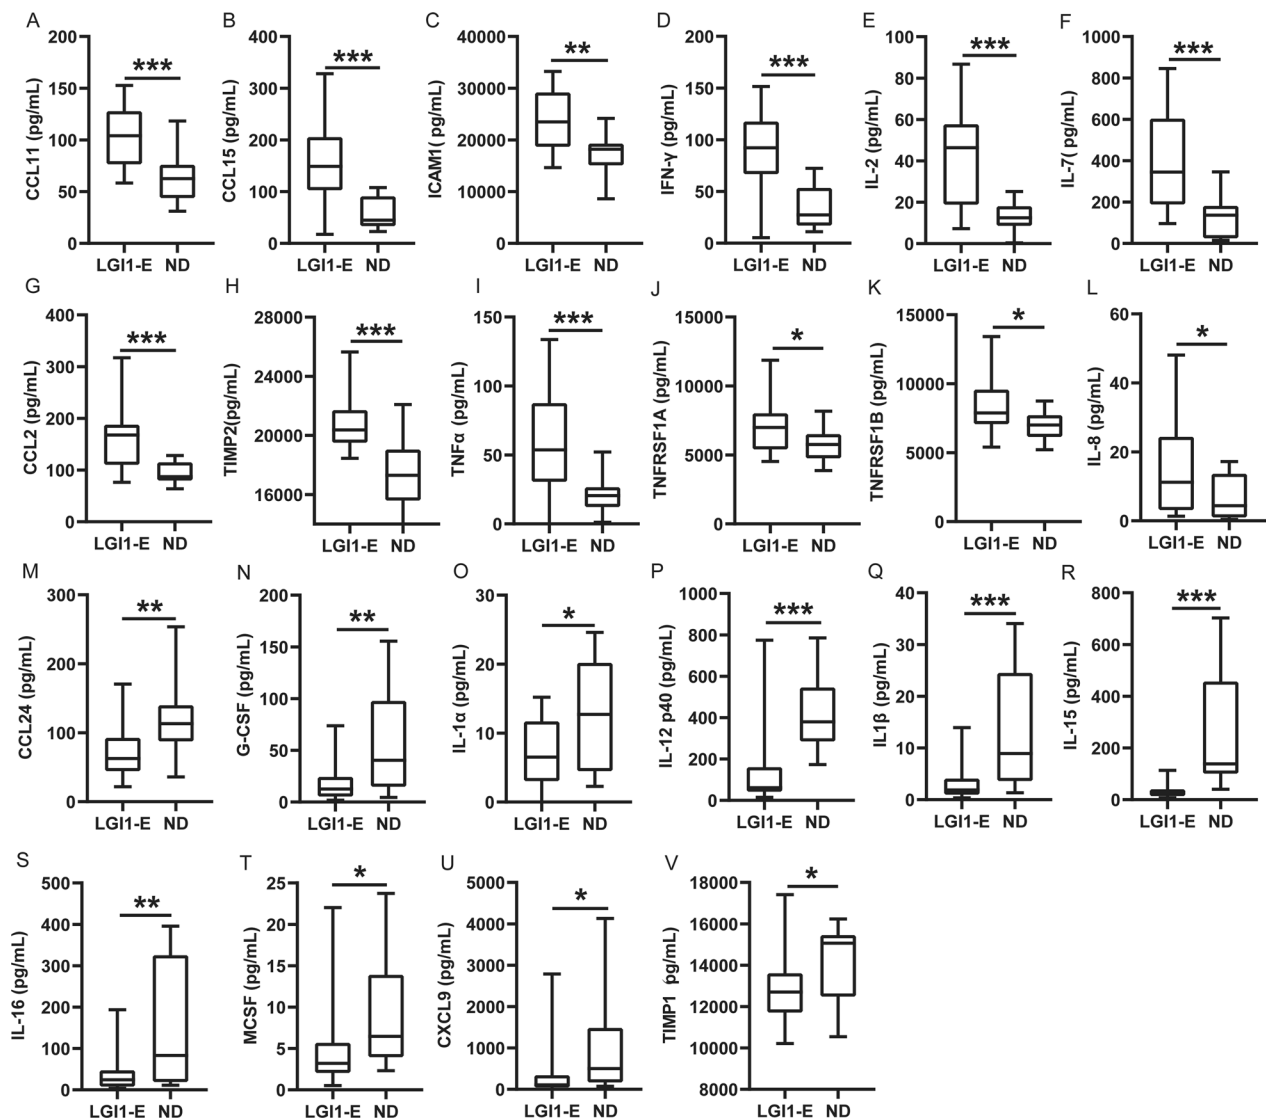 A
CCL11 (pg/mL)
200
150
100
50
0
***
LGI1-E ND
B
CCL15 (pg/mL)
400
300
200
100
0
***
LGI1-E ND
C
ICAM1( pg/mL)
40000
30000
20000
10000
0
**
LGI1-E ND
D
IFN-γ (pg/mL)
200
150
100
50
0
***
LGI1-E ND
E
IL-2 (pg/mL)
100
80
60
40
20
0
***
LGI1-E ND
F
IL-7( pg/mL)
1000
800
600
400
200
0
***
LGI1-E ND
G
CCL2 (pg/mL)
400
300
200
100
0
***
LGI1-E ND
H
TIMP2(pg/mL)
28000
24000
20000
16000
***
LGI1-E ND
I
TNFα (pg/mL)
150
100
50
0
***
LGI1-E ND
J
TNFRSF1A (pg/mL)
15000
10000
5000
0
*
LGI1-E ND
K
TNFRSF1B (pg/mL)
15000
10000
5000
0
*
LGI1-E ND
L
IL-8 (pg/mL)
60
40
20
0
*
LGI1-E ND
M
CCL24 (pg/mL)
300
200
100
0
**
LGI1-E ND
N
G-CSF (pg/mL)
200
150
100
50
0
**
LGI1-E ND
O
IL-1α (pg/mL)
30
20
10
0
*
LGI1-E ND
P
IL-12 p40 (pg/mL)
1000
800
600
400
200
0
***
LGI1-E ND
Q
IL1β (pg/mL)
40
30
20
10
0
***
LGI1-E ND
R
IL-15 (pg/mL)
800
600
400
200
0
***
LGI1-E ND
S
IL-16 (pg/mL)
500
400
300
200
100
0
**
LGI1-E ND
T
MCSF (pg/mL)
25
20
15
10
5
0
*
LGI1-E ND
U
CXCL9 (pg/mL)
5000
4000
3000
2000
1000
0
*
LGI1-E ND
V
TIMP1 (pg/mL)
18000
16000
14000
12000
10000
8000
*
LGI1-E ND